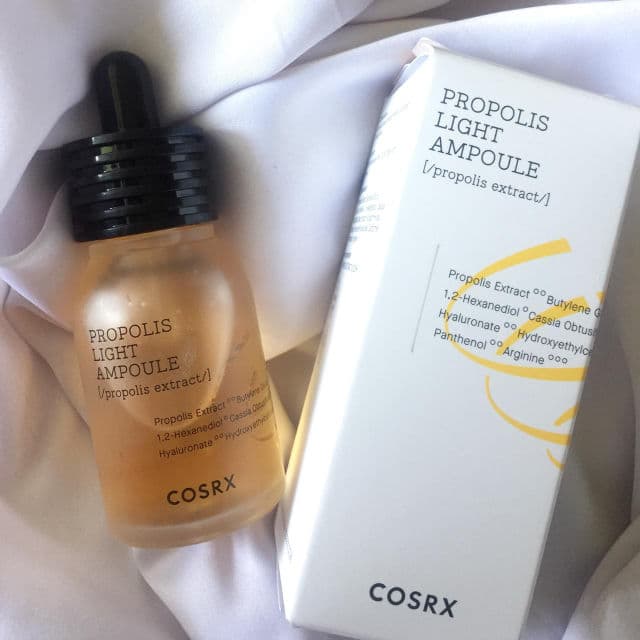 PROPOLIS
LIGHT
AMPOULE
[/propolis extract/]
Propolis Extract °° Butylene
1,2-Hexanediol ° Cassia Obtus
Hyaluronate °° Hydroxyethyl
COSRX
PROPOLIS
LIGHT
AMPOULE
[/propolis extract/]
Propolis Extract °° Butylene G
1,2-Hexanediol ° Cassia Obtusi
Hyaluronate °° Hydroxyethylc
Panthenol °° Arginine °°°
COSRX